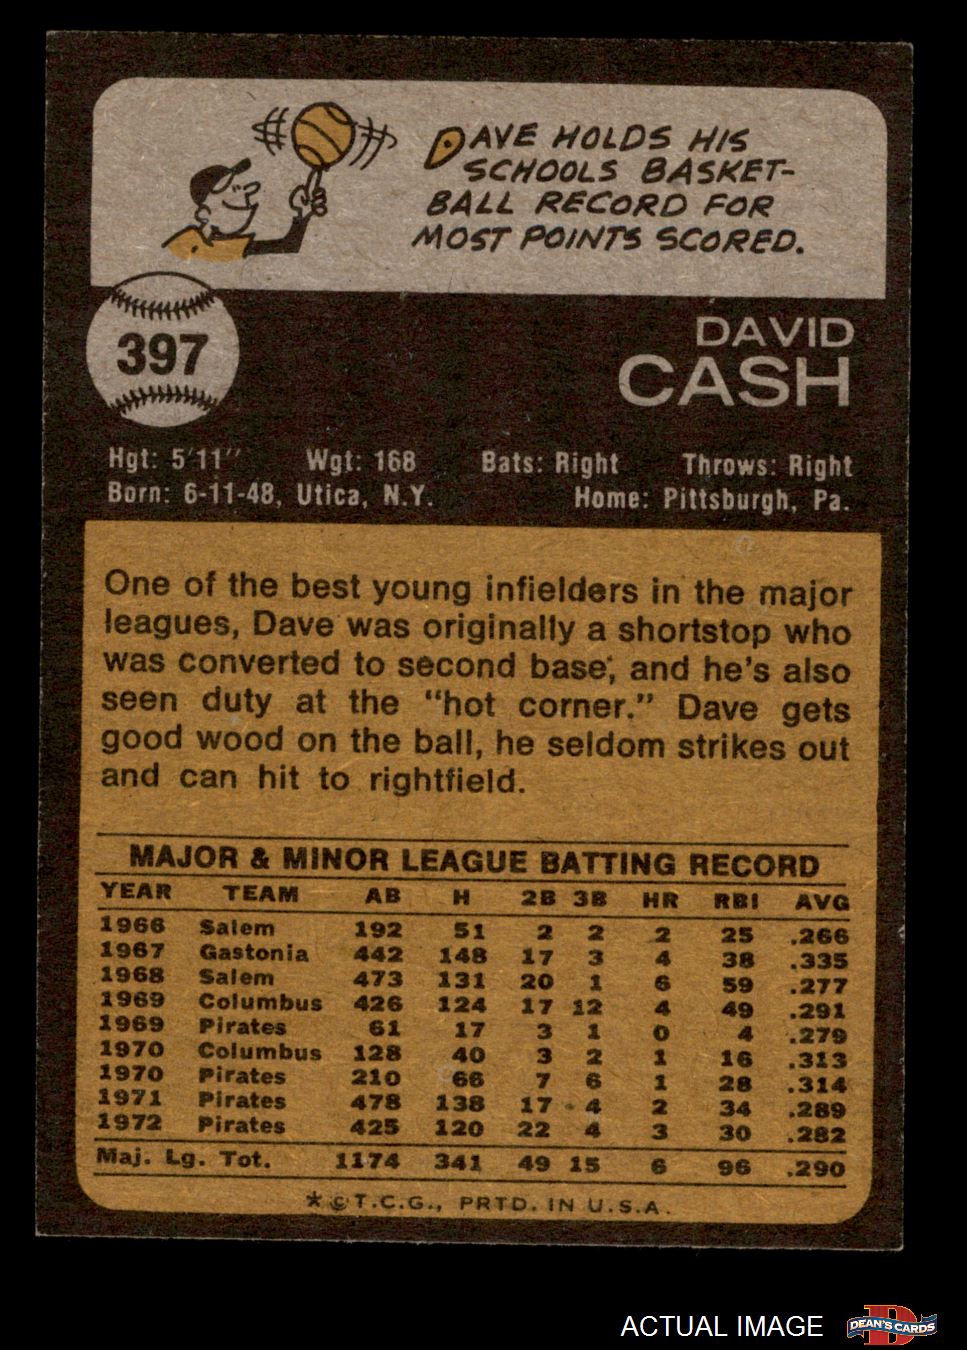 DAVE HOLDS HIS
SCHOOLS BASKET-
BALL RECORD FOR
MOST POINTS SCORED.
397
DAVID
CASH
Hgt: 5'11" Wgt: 168 Bats: Right Throws: Right
Born: 6-11-48, Utica, N.Y. Home: Pittsburgh, Pa.
One of the best young infielders in the major
leagues, Dave was originally a shortstop who
was converted to second base, and he's also
seen duty at the "hot corner." Dave gets
good wood on the ball, he seldom strikes out
and can hit to rightfield.
MAJOR & MINOR LEAGUE BATTING RECORD
YEAR TEAM AB H 2B 3B HR RBI AVG
1966 Salem 192 51 2 2 2 25 .266
1967 Gastonia 442 148 17 3 4 38 .335
1968 Salem 473 131 20 1 6 59 .277
1969 Columbus 426 124 17 12 4 49 .291
1969 Pirates 61 17 3 1 0 4 .279
1970 Columbus 128 40 3 2 1 16 .313
1970 Pirates 210 66 7 6 1 28 .314
1971 Pirates 478 138 17 4 2 34 .289
1972 Pirates 425 120 22 4 3 30 .282
Maj. Lg. Tot. 1174 341 49 15 6 96 .290
*©T.C.G., PRTD. IN U.S.A.
ACTUAL IMAGE
DEAN'S CARDS